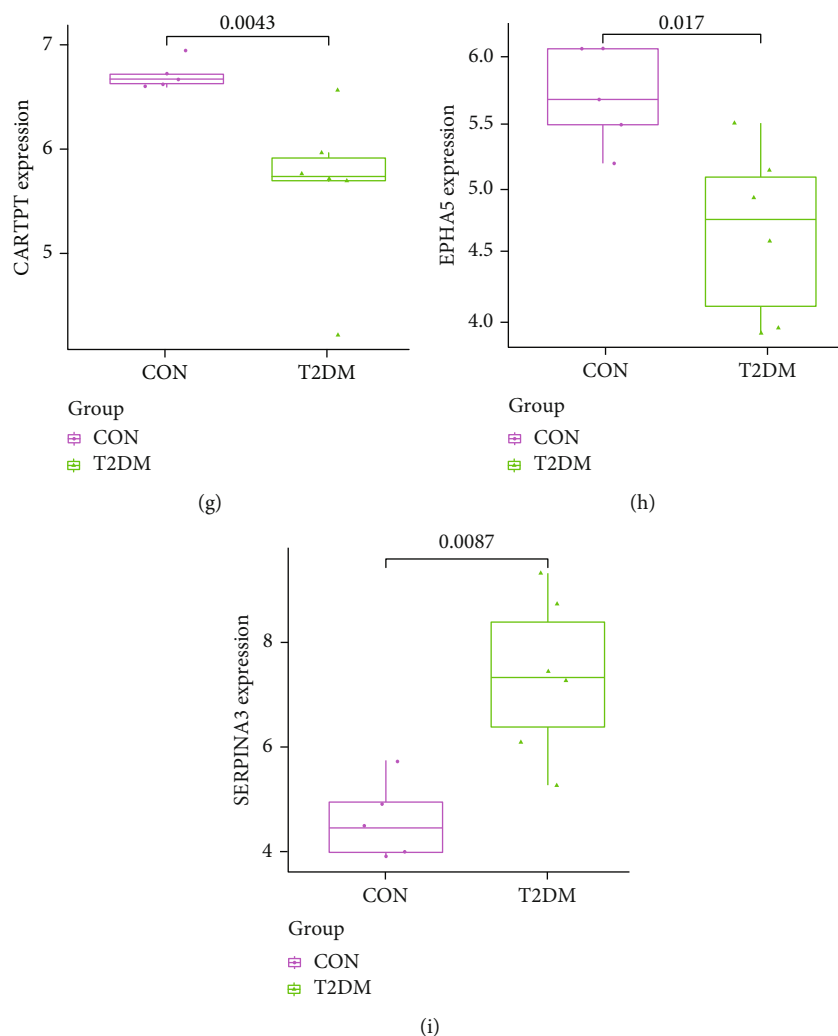 0.0043
7
6
5
CARTPT expression
CON
T2DM
Group
CON
T2DM
(g)
0.017
6.0
5.5
5.0
4.5
4.0
EPHA5 expression
CON
T2DM
Group
CON
T2DM
(h)
0.0087
8
6
4
SERPINA3 expression
CON
T2DM
Group
CON
T2DM
(i)